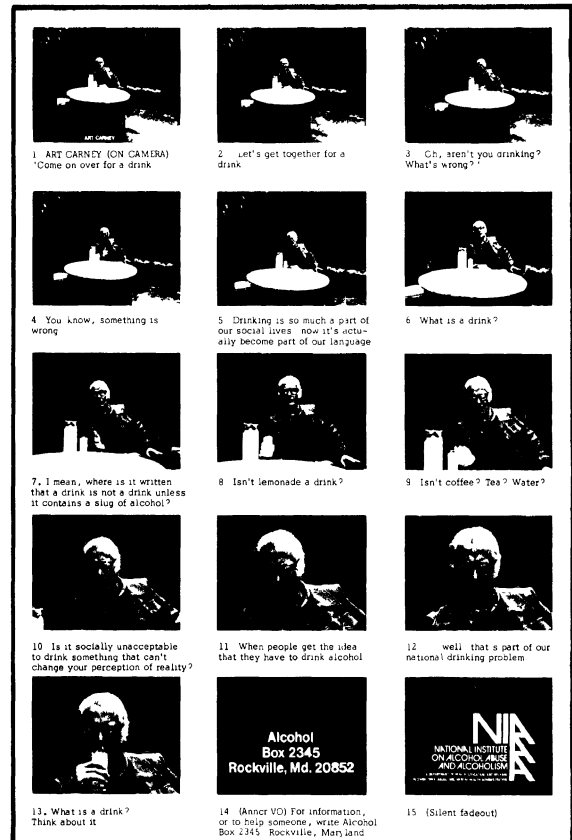 ART CARNEY
1 ART CARNEY (ON CAMERA)
'Come on over for a drink
2 Let's get together for a
drink
3 Oh, aren't you drinking?
What's wrong?'
4 You know, something is
wrong
5 Drinking is so much a part of
our social lives now it's actu-
ally become part of our language
6 What is a drink?
7. I mean, where is it written
that a drink is not a drink unless
it contains a slug of alcohol?
8 Isn't lemonade a drink?
9 Isn't coffee? Tea? Water?
10 Is it socially unacceptable
to drink something that can't
change your perception of reality?
11 When people get the idea
that they have to drink alcohol
12 well that s part of our
national drinking problem
13. What is a drink?
Think about it
Alcohol
Box 2345
Rockville, Md. 20852
14 (Anncr VO) For information,
or to help someone, write Alcohol
Box 2345 Rockville, Maryland
NIAAA
NATIONAL INSTITUTE
ON ALCOHOL ABUSE
AND ALCOHOLISM
15 (Silent fadeout)